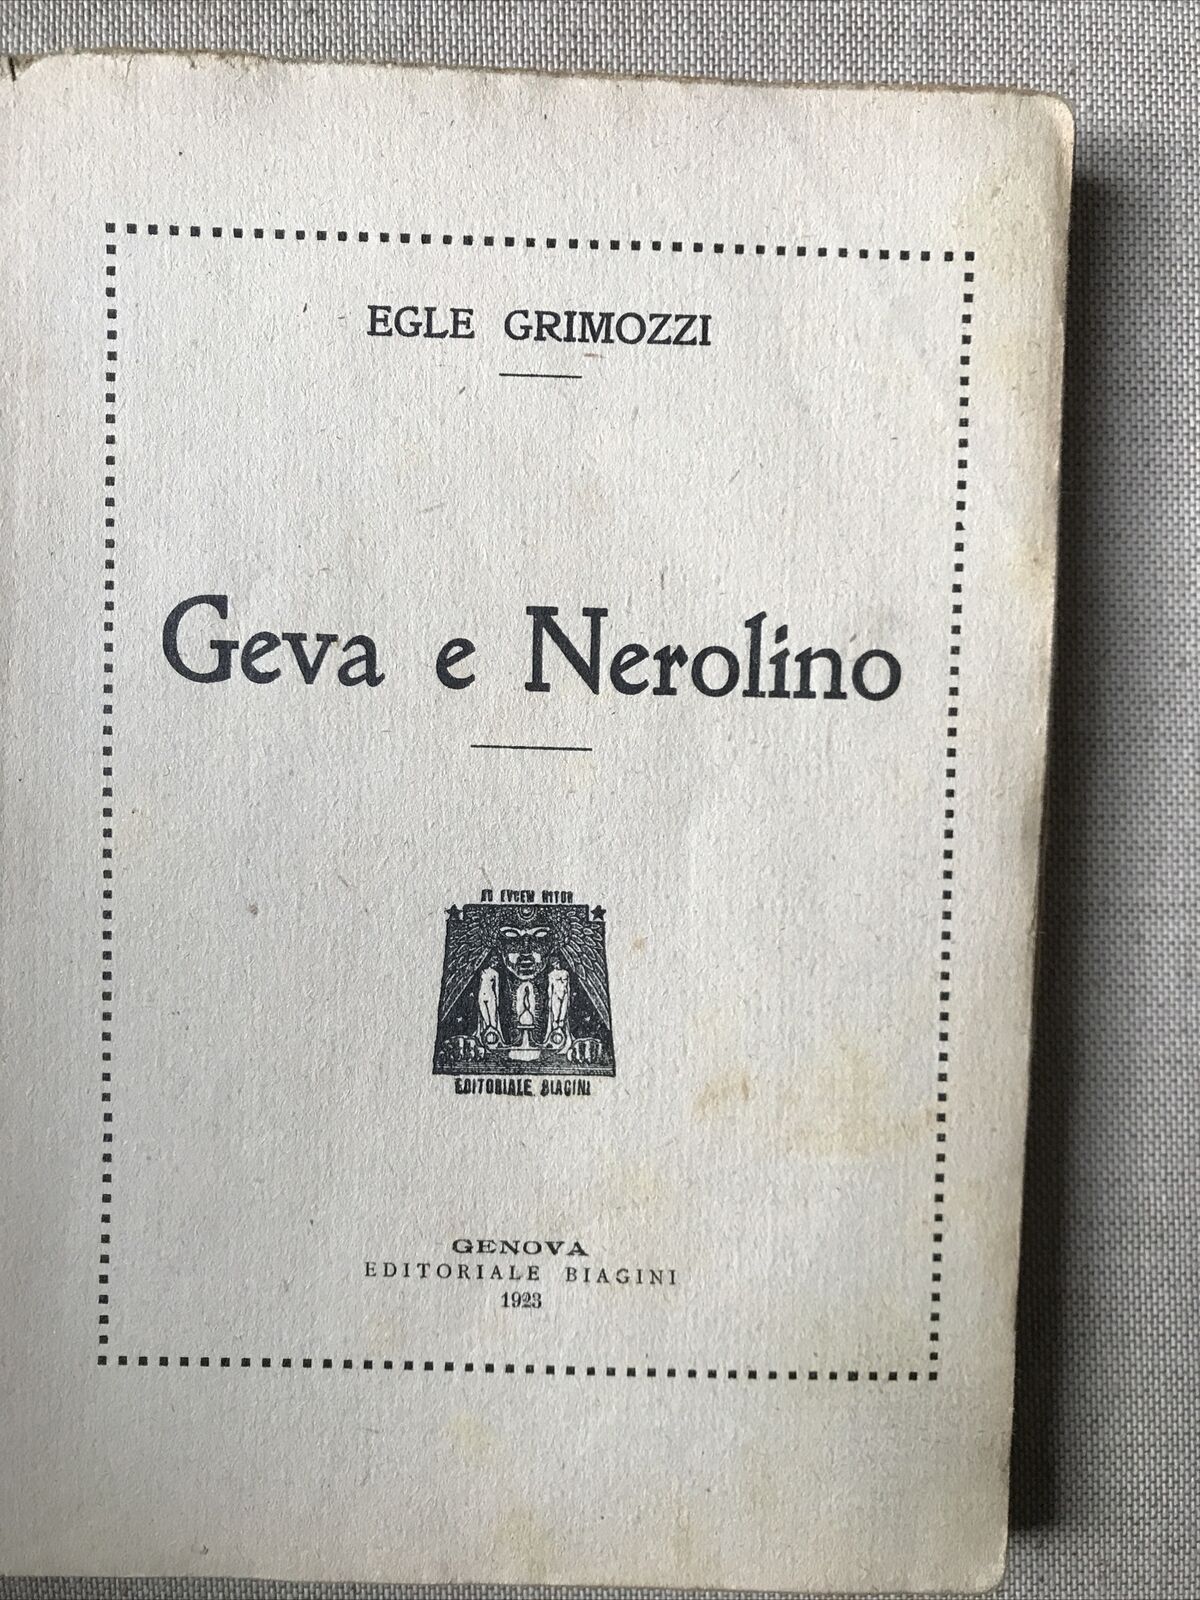 EGLE GRIMOZZI
Geva e Nerolino
EDITORIALE BIAGINI
GENOVA
EDITORIALE BIAGINI
1923